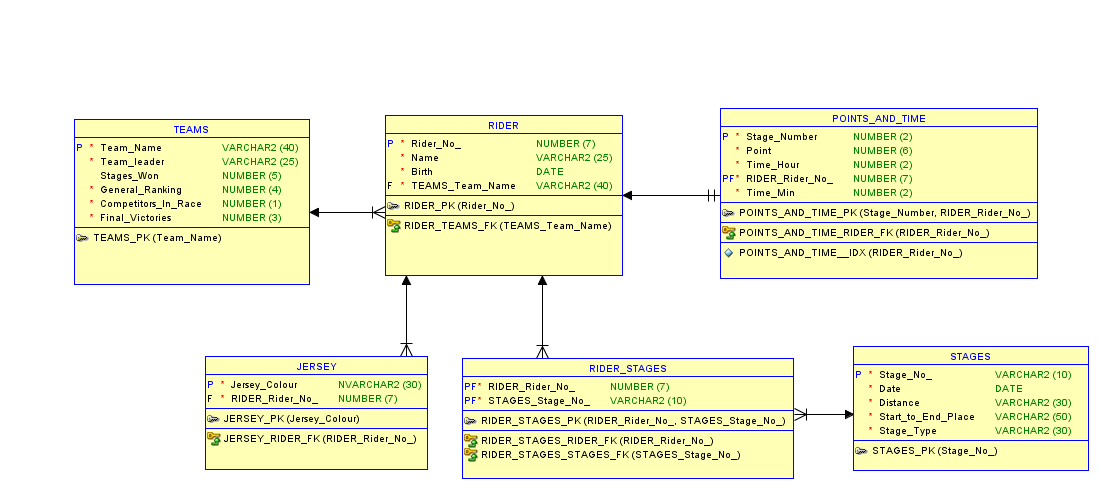 TEAMS
P * Team_Name VARCHAR2 (40)
* Team_leader VARCHAR2 (25)
Stages_Won NUMBER (5)
* General_Ranking NUMBER (4)
* Competitors_In_Race NUMBER (1)
* Final_Victories NUMBER (3)
TEAMS_PK (Team_Name)
RIDER
P * Rider_No_ NUMBER (7)
* Name VARCHAR2 (25)
* Birth DATE
F * TEAMS_Team_Name VARCHAR2 (40)
RIDER_PK (Rider_No_)
RIDER_TEAMS_FK (TEAMS_Team_Name)
POINTS_AND_TIME
P * Stage_Number NUMBER (2)
* Point NUMBER (6)
* Time_Hour NUMBER (2)
PF* RIDER_Rider_No_ NUMBER (7)
* Time_Min NUMBER (2)
POINTS_AND_TIME_PK (Stage_Number, RIDER_Rider_No_)
POINTS_AND_TIME_RIDER_FK (RIDER_Rider_No_)
POINTS_AND_TIME__IDX (RIDER_Rider_No_)
JERSEY
P * Jersey_Colour NVARCHAR2 (30)
F * RIDER_Rider_No_ NUMBER (7)
JERSEY_PK (Jersey_Colour)
JERSEY_RIDER_FK (RIDER_Rider_No_)
RIDER_STAGES
PF* RIDER_Rider_No_ NUMBER (7)
PF* STAGES_Stage_No_ VARCHAR2 (10)
RIDER_STAGES_PK (RIDER_Rider_No_, STAGES_Stage_No_)
RIDER_STAGES_RIDER_FK (RIDER_Rider_No_)
RIDER_STAGES_STAGES_FK (STAGES_Stage_No_)
STAGES
P * Stage_No_ VARCHAR2 (10)
* Date DATE
* Distance VARCHAR2 (30)
* Start_to_End_Place VARCHAR2 (50)
* Stage_Type VARCHAR2 (30)
STAGES_PK (Stage_No_)